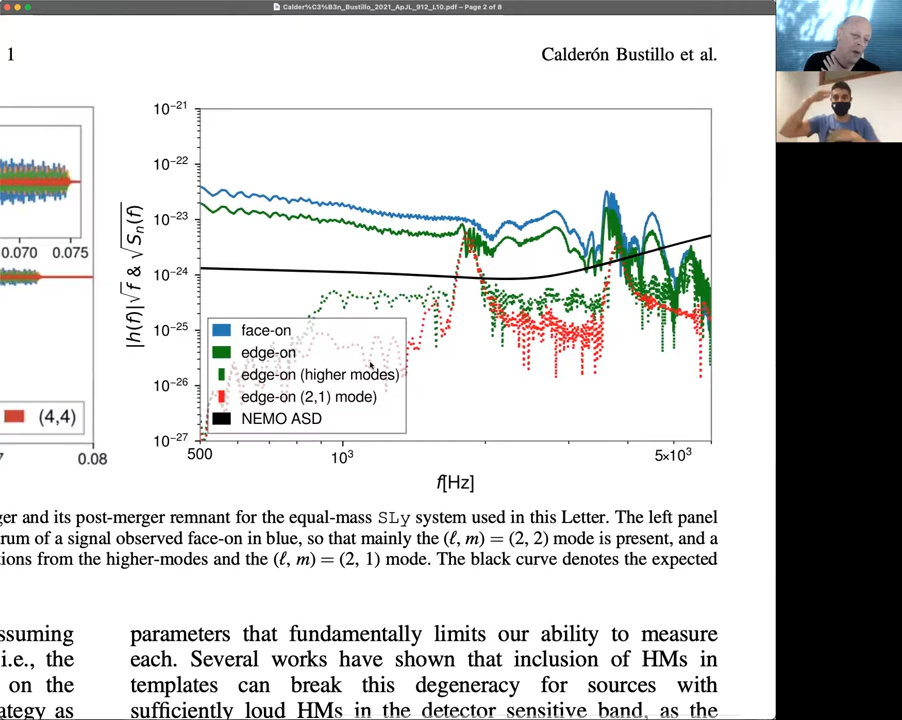 Calder%C3%B3n_Bustillo_2021_ApJL_912_L10.pdf – Page 2 of 8
1
Calderón Bustillo et al.
0.070 0.075
(4,4)
0.08
|h(f)|√f & √Sn(f)
10⁻²¹
10⁻²²
10⁻²³
10⁻²⁴
10⁻²⁵
10⁻²⁶
10⁻²⁷
face-on
edge-on
edge-on (higher modes)
edge-on (2,1) mode)
NEMO ASD
500
10³
5×10³
f[Hz]
ger and its post-merger remnant for the equal-mass SLy system used in this Letter. The left panel
rum of a signal observed face-on in blue, so that mainly the (ℓ, m) = (2, 2) mode is present, and a
tions from the higher-modes and the (ℓ, m) = (2, 1) mode. The black curve denotes the expected
ssuming
i.e., the
on the
ategy as
parameters that fundamentally limits our ability to measure
each. Several works have shown that inclusion of HMs in
templates can break this degeneracy for sources with
sufficiently loud HMs in the detector sensitive band, as the